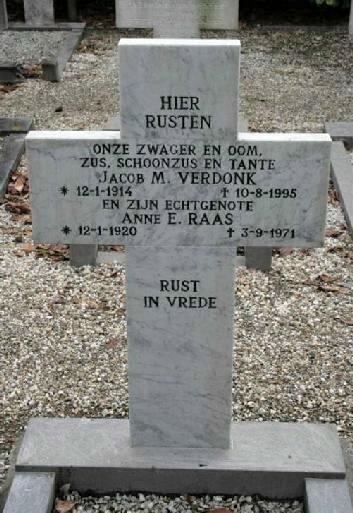 HIER
RUSTEN
ONZE ZWAGER EN OOM,
ZUS, SCHOONZUS EN TANTE
JACOB M. VERDONK
* 12-1-1914 † 10-8-1995
EN ZIJN ECHTGENOTE
ANNE E. RAAS
* 12-1-1920 † 3-9-1971
RUST
IN VREDE